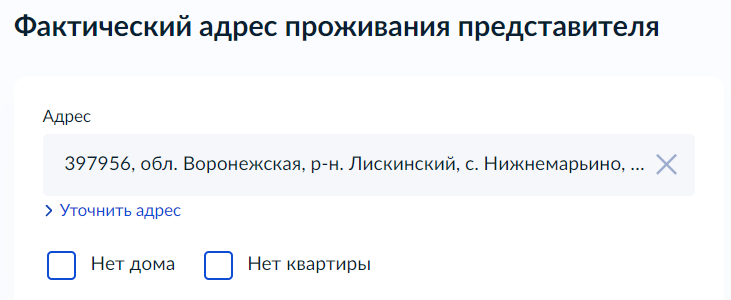 Фактический адрес проживания представителя
Адрес
397956, обл. Воронежская, р-н. Лискинский, с. Нижнемарьино, ...
Уточнить адрес
Нет дома Нет квартиры